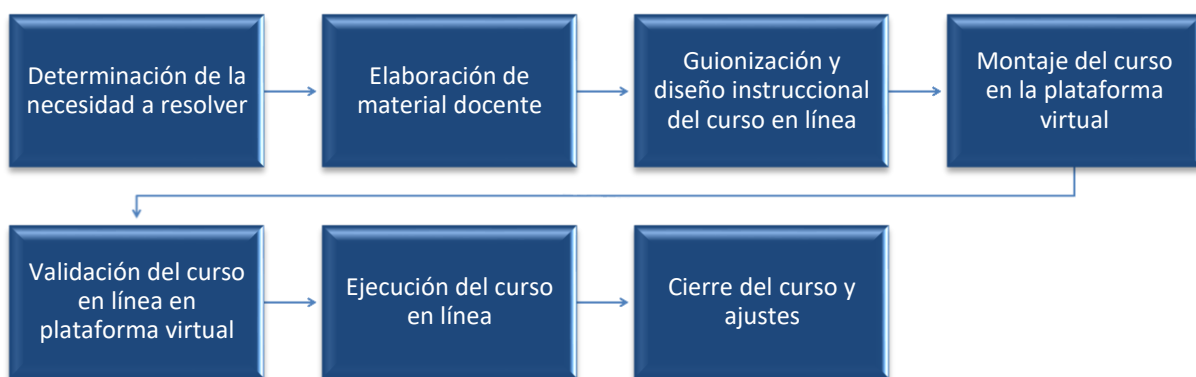 Determinación de la
necesidad a resolver
Elaboración de
material docente
Guionización y
diseño instruccional
del curso en línea
Montaje del curso
en la plataforma
virtual
Validación del curso
en línea en
plataforma virtual
Ejecución del curso
en línea
Cierre del curso y
ajustes